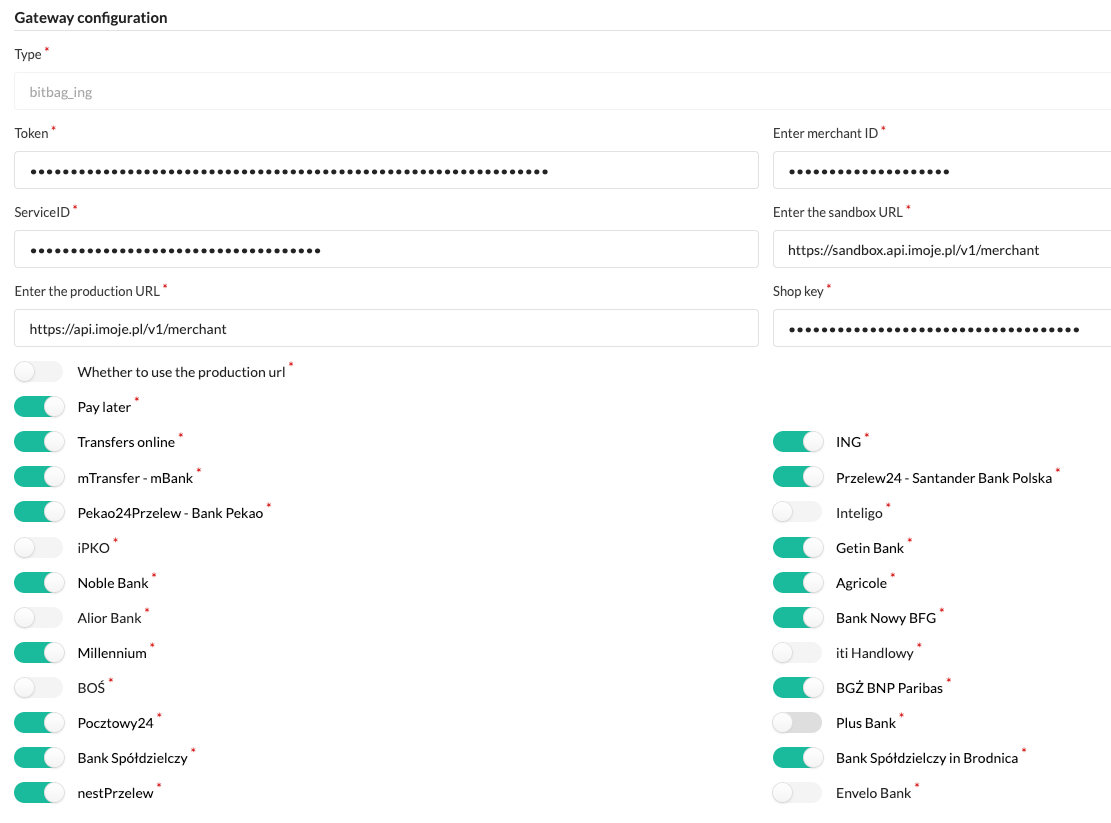 Gateway configuration
Type *
bitbag_ing
Token * Enter merchant ID *
•••••••••••••••••••••••••••••••••••••••••••••••••••••••••••••••• ••••••••••••••••••••
ServiceID * Enter the sandbox URL *
•••••••••••••••••••••••••••••••••••• https://sandbox.api.imoje.pl/v1/merchant
Enter the production URL * Shop key *
https://api.imoje.pl/v1/merchant ••••••••••••••••••••••••••••••••••••
Whether to use the production url *
Pay later *
Transfers online * ING *
mTransfer - mBank * Przelew24 - Santander Bank Polska *
Pekao24Przelew - Bank Pekao * Inteligo *
iPKO * Getin Bank *
Noble Bank * Agricole *
Alior Bank * Bank Nowy BFG *
Millennium * iti Handlowy *
BOŚ * BGŻ BNP Paribas *
Pocztowy24 * Plus Bank *
Bank Spółdzielczy * Bank Spółdzielczy in Brodnica *
nestPrzelew * Envelo Bank *